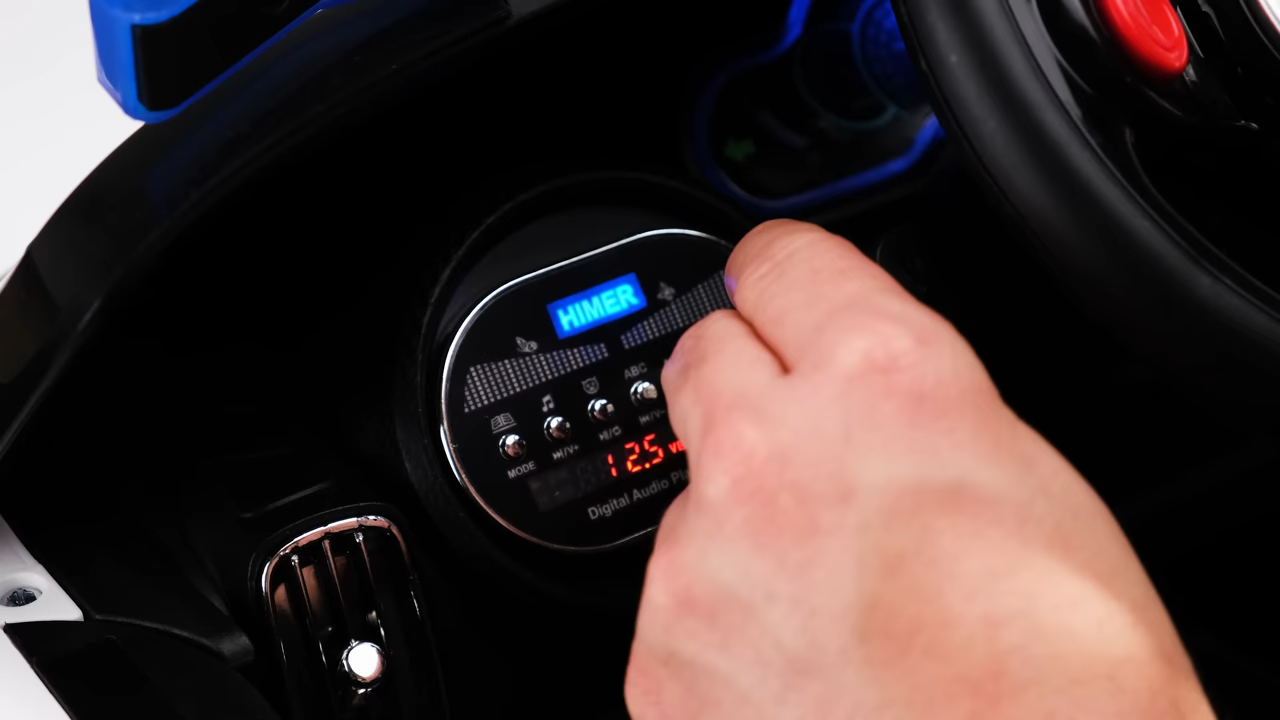 HIMER
ABC
MODE
⏭/V+
⏯/↻
⏮/V-
12.5
Digital Audio